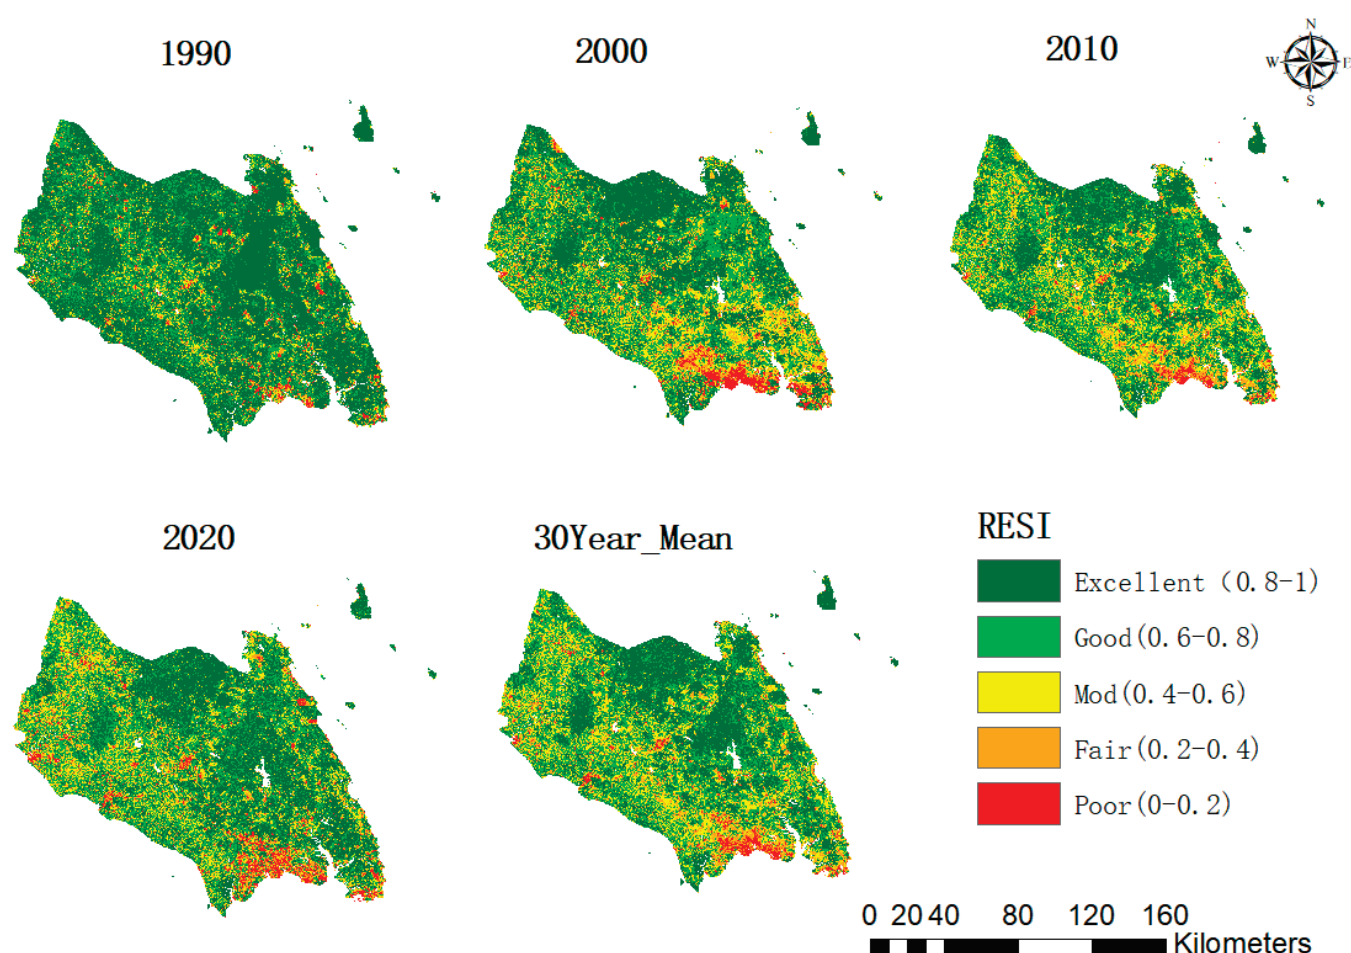 1990
2000
2010
N
W
E
S
2020
30Year_Mean
RESI
Excellent (0.8-1)
Good(0.6-0.8)
Mod(0.4-0.6)
Fair(0.2-0.4)
Poor(0-0.2)
0 20 40 80 120 160
Kilometers